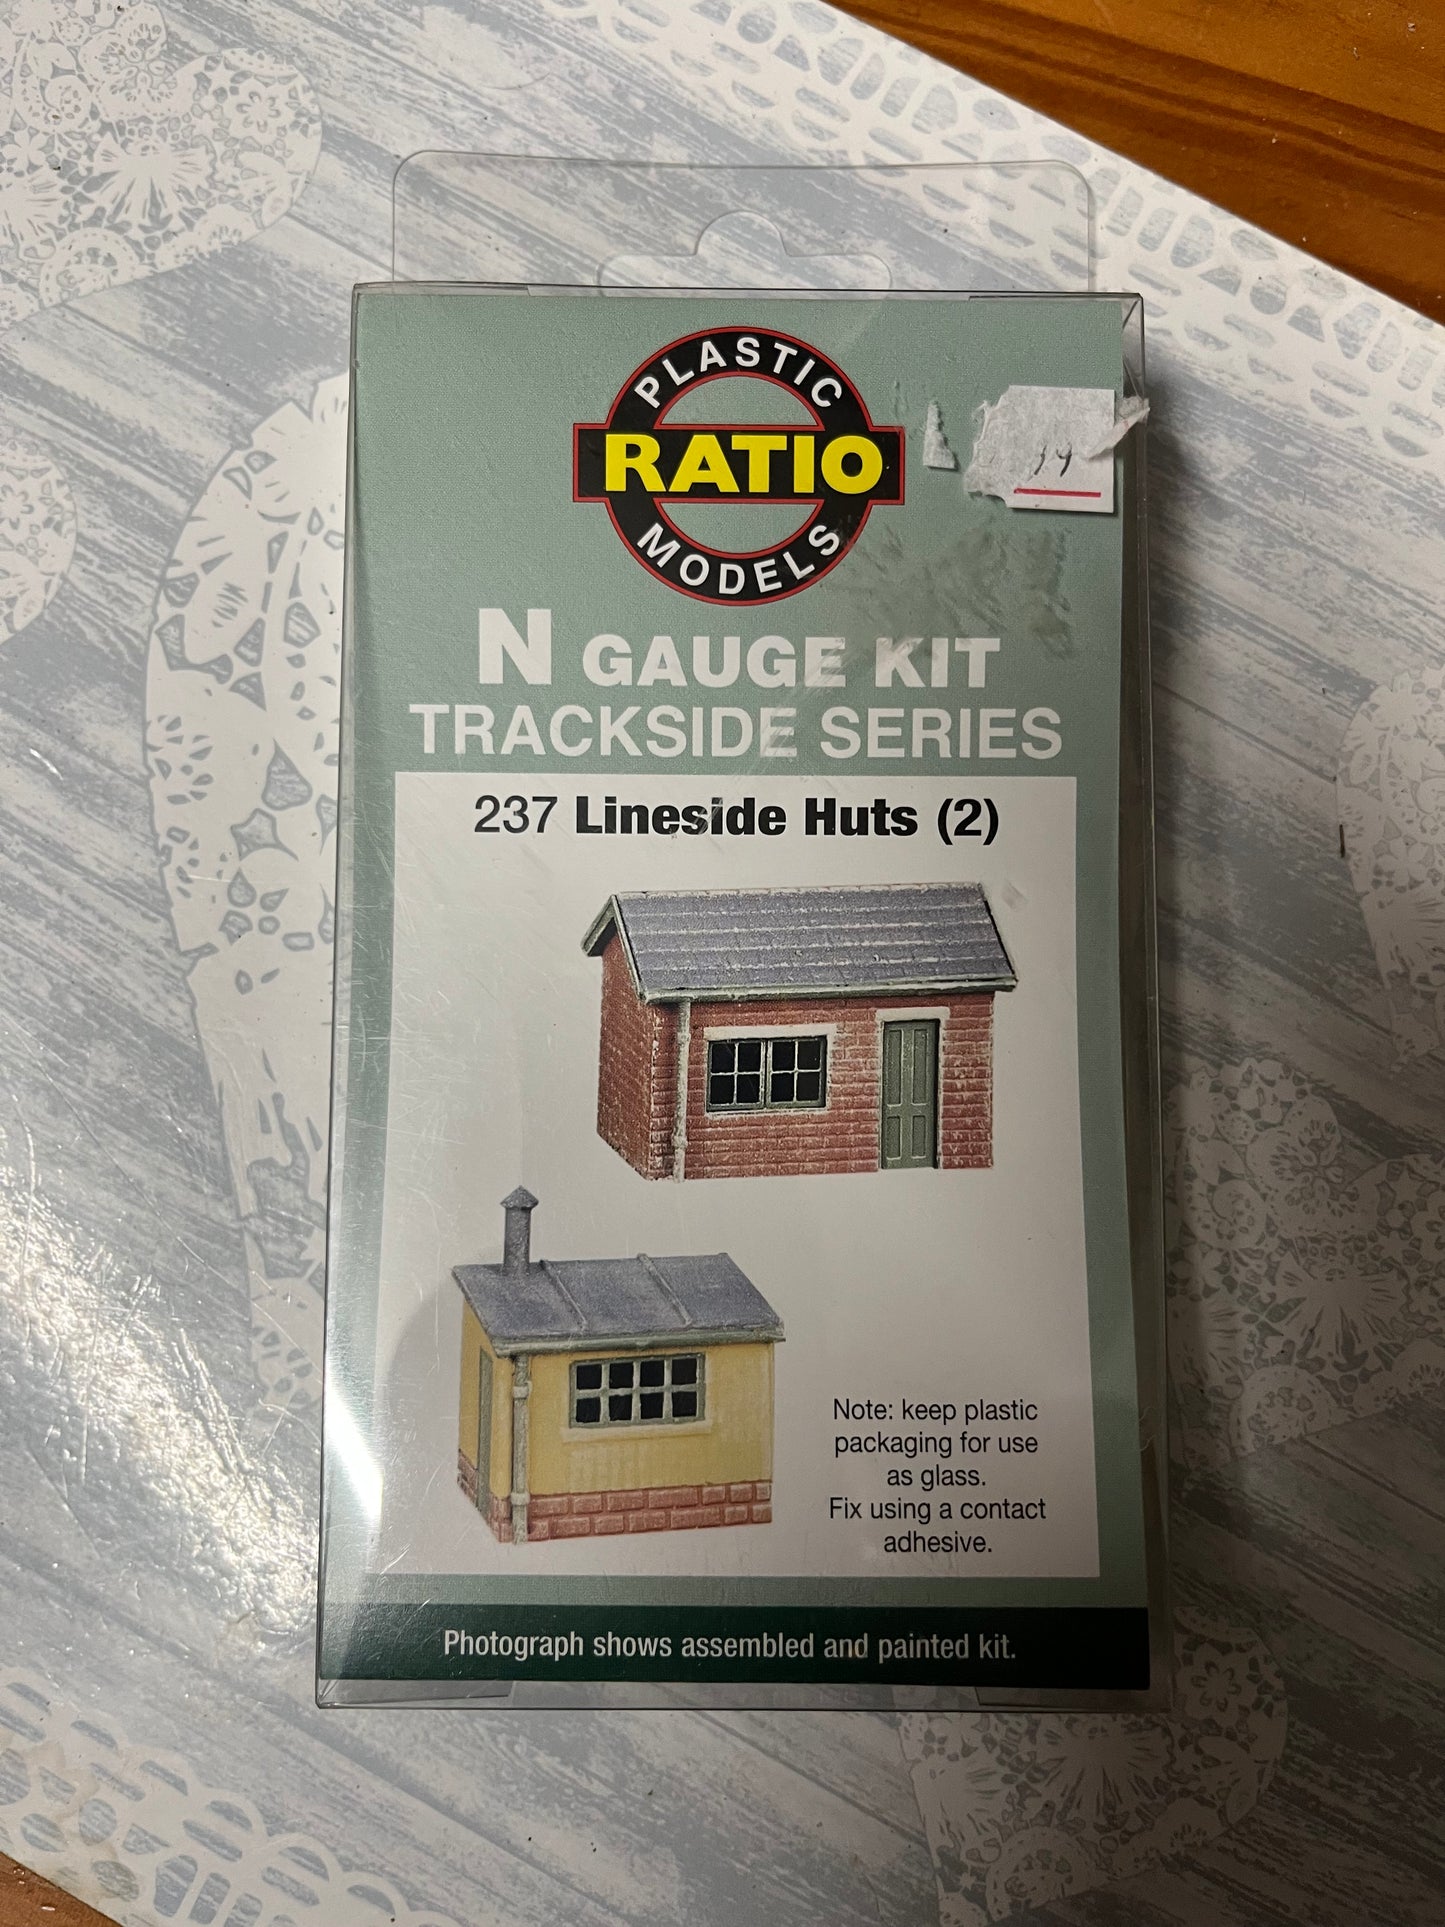 PLASTIC
RATIO
MODELS
N GAUGE KIT
TRACKSIDE SERIES
237 Lineside Huts (2)
Note: keep plastic
packaging for use
as glass.
Fix using a contact
adhesive.
Photograph shows assembled and painted kit.